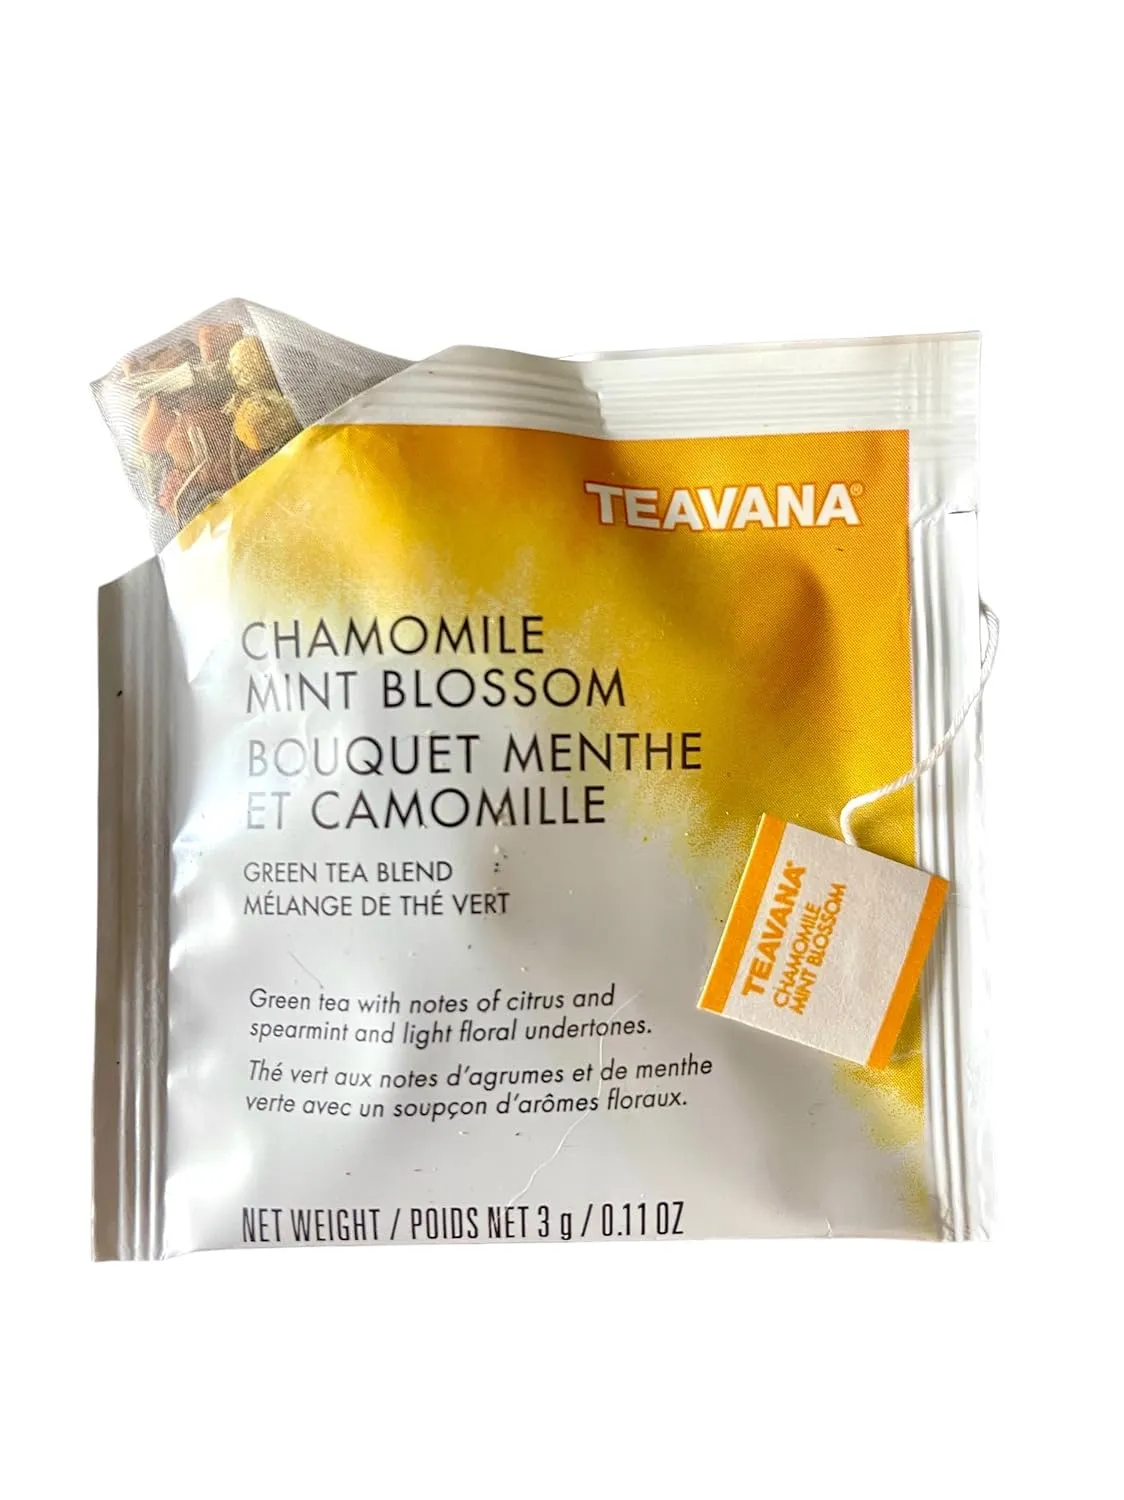 TEAVANA®
CHAMOMILE
MINT BLOSSOM
BOUQUET MENTHE
ET CAMOMILLE
GREEN TEA BLEND
MÉLANGE DE THÉ VERT
Green tea with notes of citrus and
spearmint and light floral undertones.
Thé vert aux notes d'agrumes et de menthe
verte avec un soupçon d'arômes floraux.
NET WEIGHT / POIDS NET 3 g / 0.11 OZ
TEAVANA®
CHAMOMILE
MINT BLOSSOM